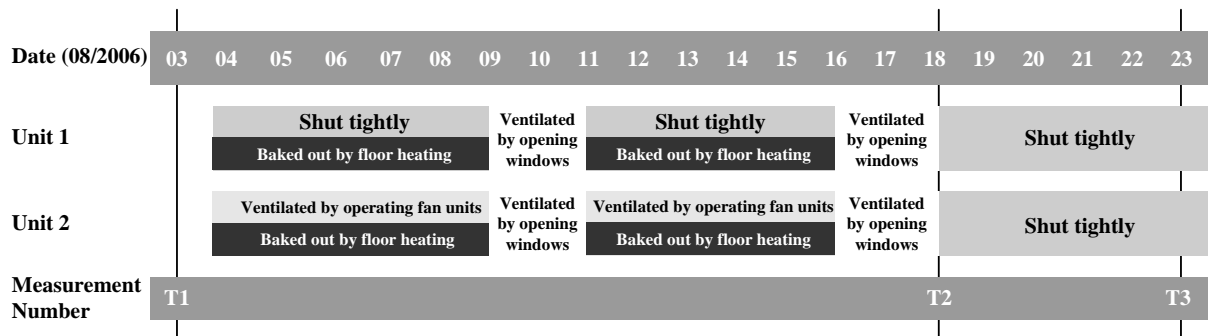 Date (08/2006) 03 04 05 06 07 08 09 10 11 12 13 14 15 16 17 18 19 20 21 22 23
Unit 1
Shut tightly
Baked out by floor heating
Ventilated
by opening
windows
Shut tightly
Baked out by floor heating
Ventilated
by opening
windows
Shut tightly
Unit 2
Ventilated by operating fan units
Baked out by floor heating
Ventilated
by opening
windows
Ventilated by operating fan units
Baked out by floor heating
Ventilated
by opening
windows
Shut tightly
Measurement
Number
T1 T2 T3